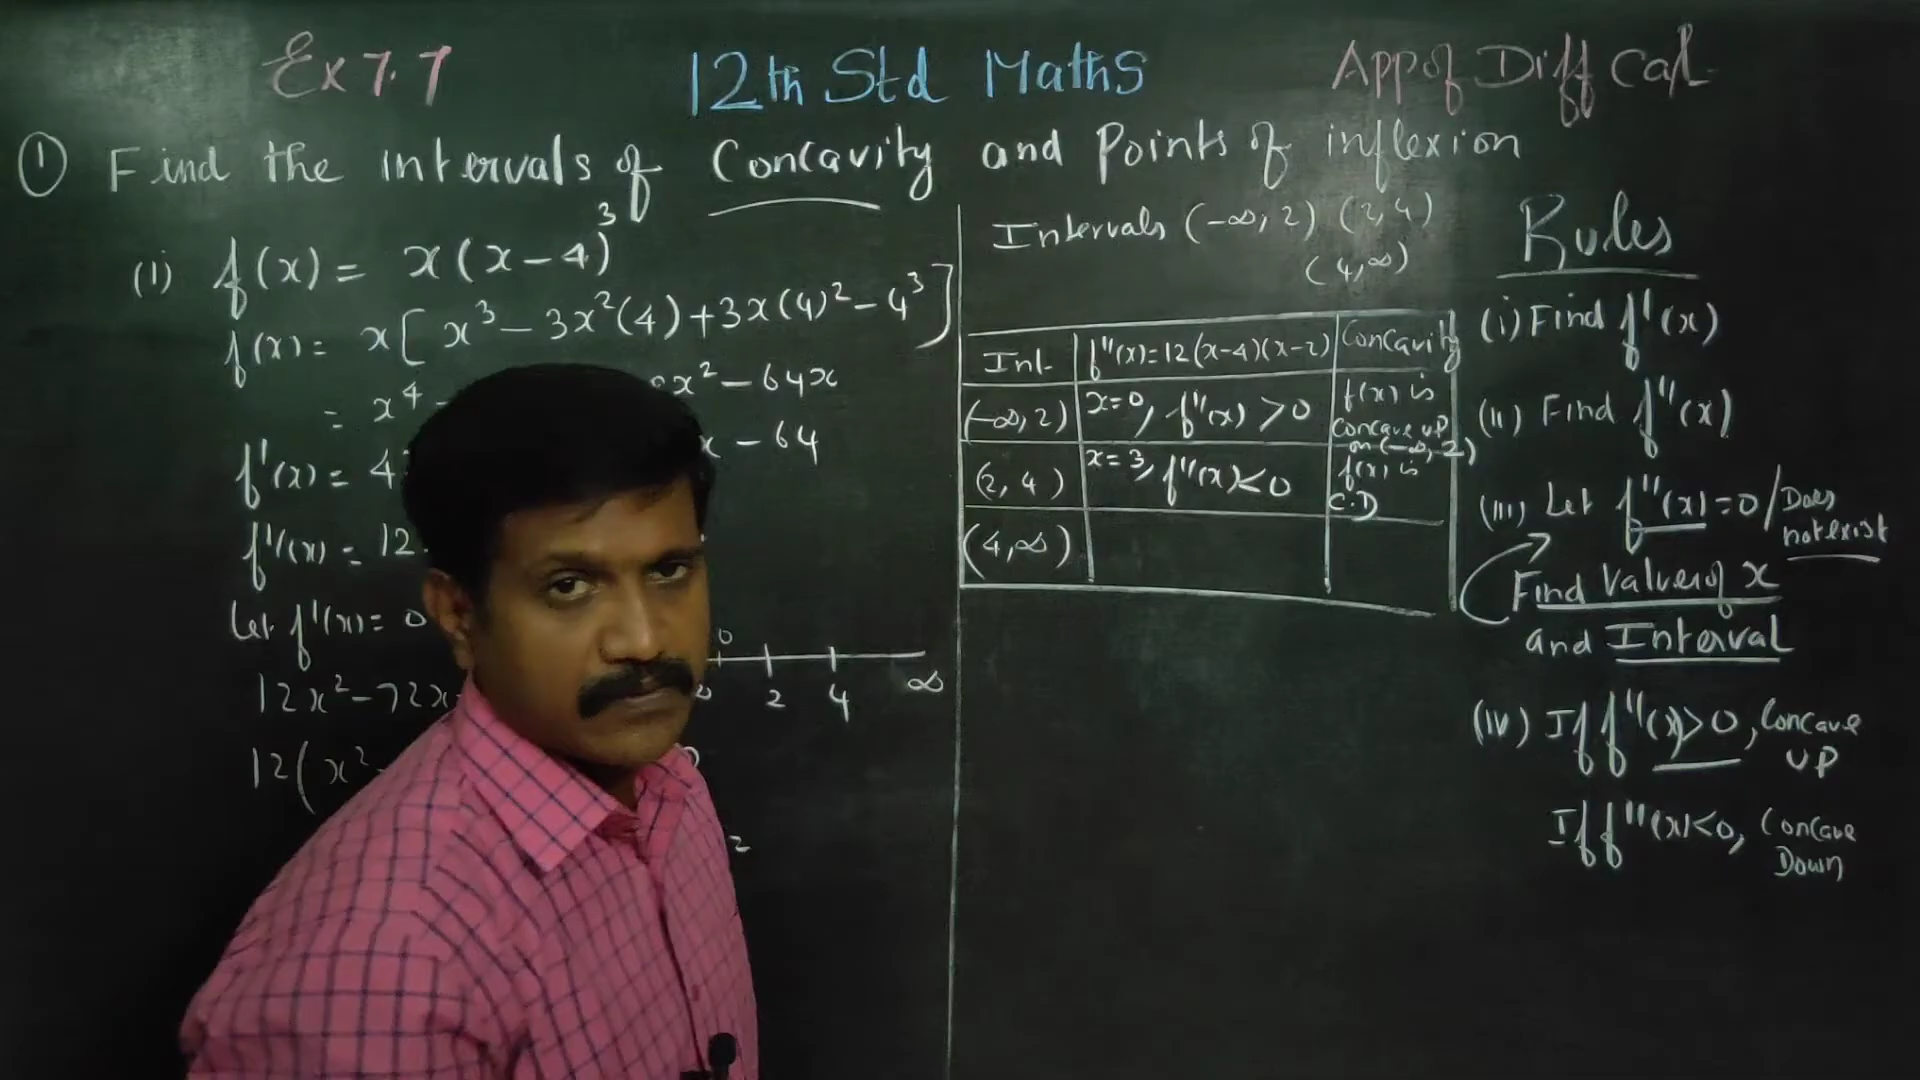 Ex 7.7 12th Std Maths App of Diff Cal
① Find the intervals of Concavity and Points of inflexion
(i) f(x) = x(x-4)³
f(x) = x[x³ - 3x²(4) + 3x(4)² - 4³]
= x⁴ - x² - 64x
f'(x) = 4 x - 64
f''(x) = 12
Let f''(x) = 0
12x² - 72x
12(x²-
0
2 4 ∞
2
Intervals (-∞, 2) (2, 4)
(4, ∞)
Int. f''(x) = 12(x-4)(x-2) Concavity
(-∞, 2) x=0, f''(x) > 0 f(x) is
Concave up
on (-∞, 2)
(2, 4) x = 3, f''(x) < 0 f(x) is
C.D
(4, ∞)
Rules
(i) Find f'(x)
(ii) Find f''(x)
(iii) Let f''(x) = 0 / Does
not exist
Find Value of x
and Interval
(iv) If f''(x) > 0, Concave
UP
If f''(x) < 0, Concave
Down